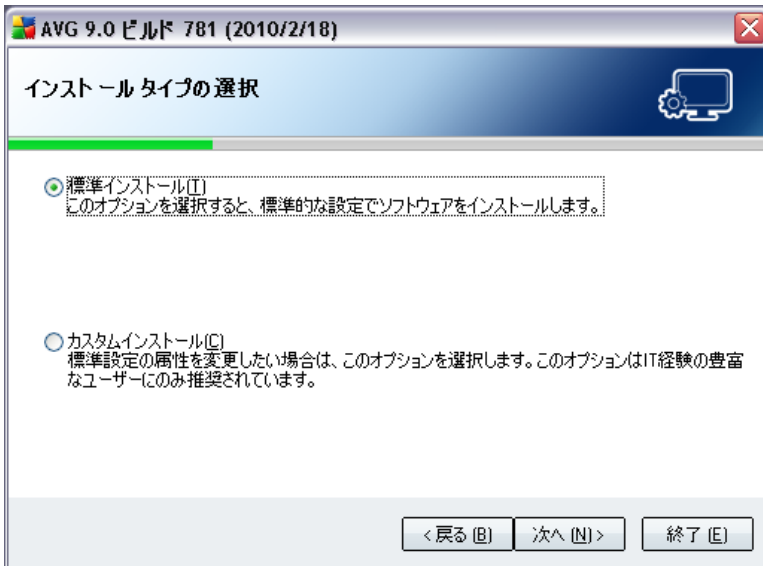 AVG 9.0 ビルド 781 (2010/2/18)
インストール タイプの選択
標準インストール(T)
このオプションを選択すると、標準的な設定でソフトウェアをインストールします。
カスタムインストール(C)
標準設定の属性を変更したい場合は、このオプションを選択します。このオプションはIT経験の豊富
なユーザーにのみ推奨されています。
<戻る (B) 次へ (N)> 終了 (E)